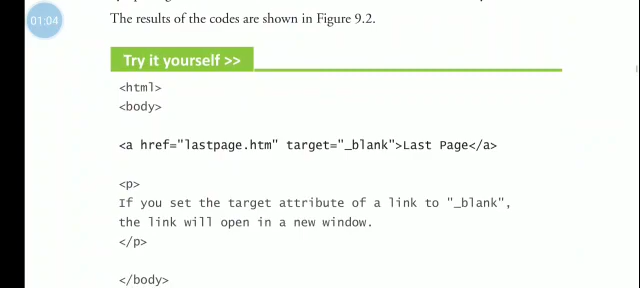 01:04
The results of the codes are shown in Figure 9.2.
Try it yourself >>
<html>
<body>
<a href="lastpage.htm" target="_blank">Last Page</a>
<p>
If you set the target attribute of a link to "_blank",
the link will open in a new window.
</p>
</body>